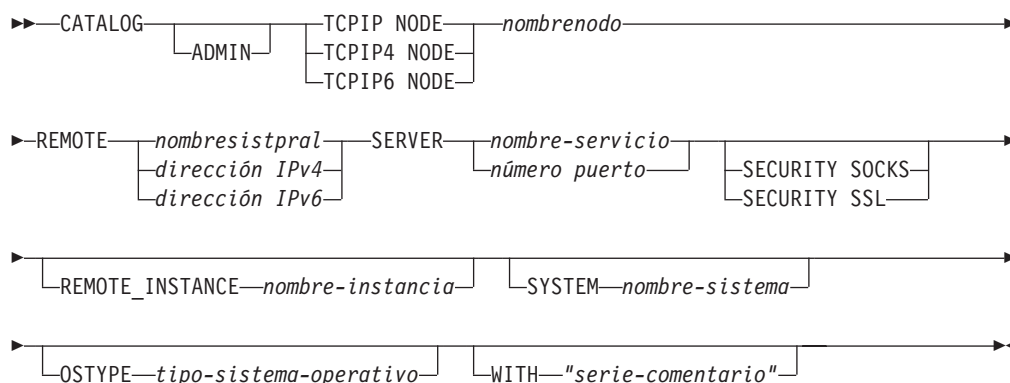 CATALOG ADMIN TCPIP NODE nombrenodo
TCPIP4 NODE
TCPIP6 NODE
REMOTE nombresistpral SERVER nombre-servicio
dirección IPv4 número puerto SECURITY SOCKS
dirección IPv6 SECURITY SSL
REMOTE_INSTANCE nombre-instancia SYSTEM nombre-sistema
OSTYPE tipo-sistema-operativo WITH "serie-comentario"